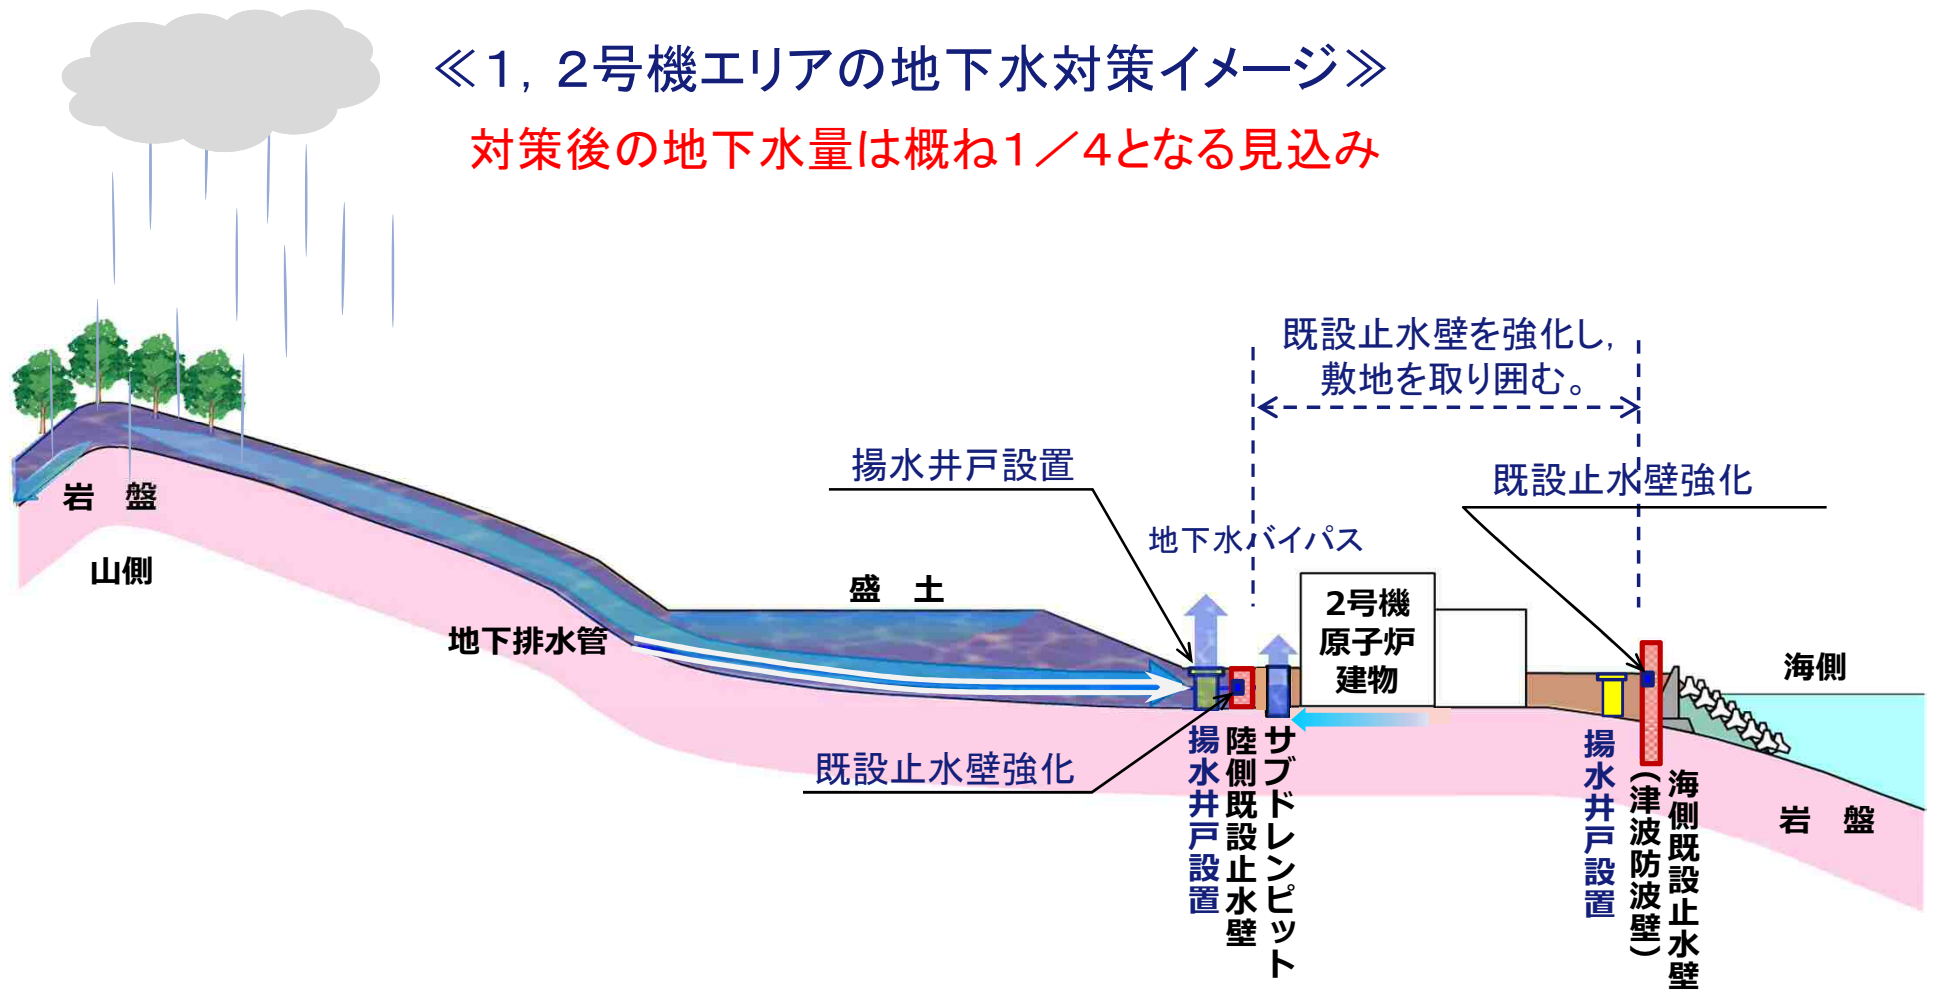 ≪１，２号機エリアの地下水対策イメージ≫
対策後の地下水量は概ね１／４となる見込み
既設止水壁を強化し，
敷地を取り囲む。
揚水井戸設置
既設止水壁強化
地下水バイパス
岩　盤
山側
盛　土
地下排水管
2号機
原子炉
建物
海側
既設止水壁強化
揚水井戸設置
陸側既設止水壁
サブドレンピット
揚水井戸設置
海側既設止水壁
（津波防波壁）
岩　盤